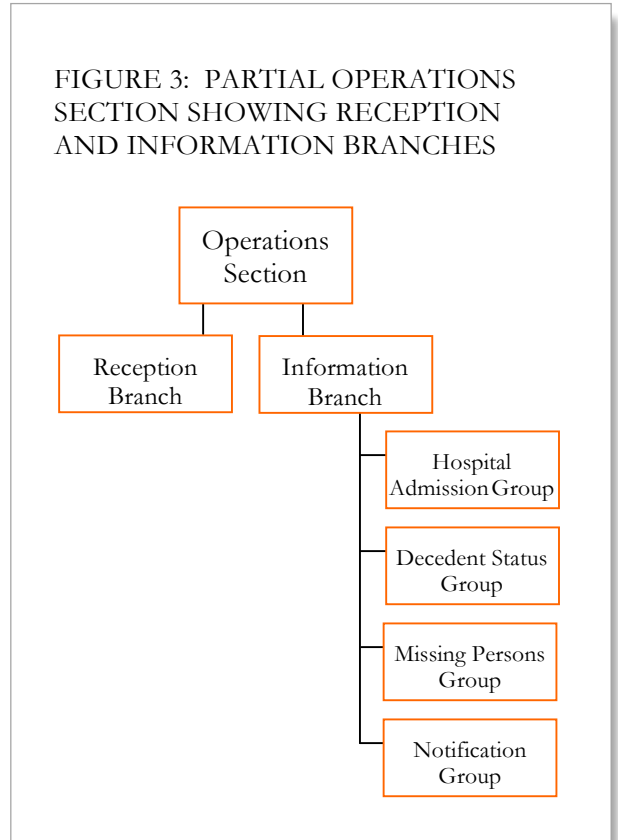 FIGURE 3: PARTIAL OPERATIONS
SECTION SHOWING RECEPTION
AND INFORMATION BRANCHES
Operations
Section
Reception
Branch
Information
Branch
Hospital
Admission Group
Decedent Status
Group
Missing Persons
Group
Notification
Group